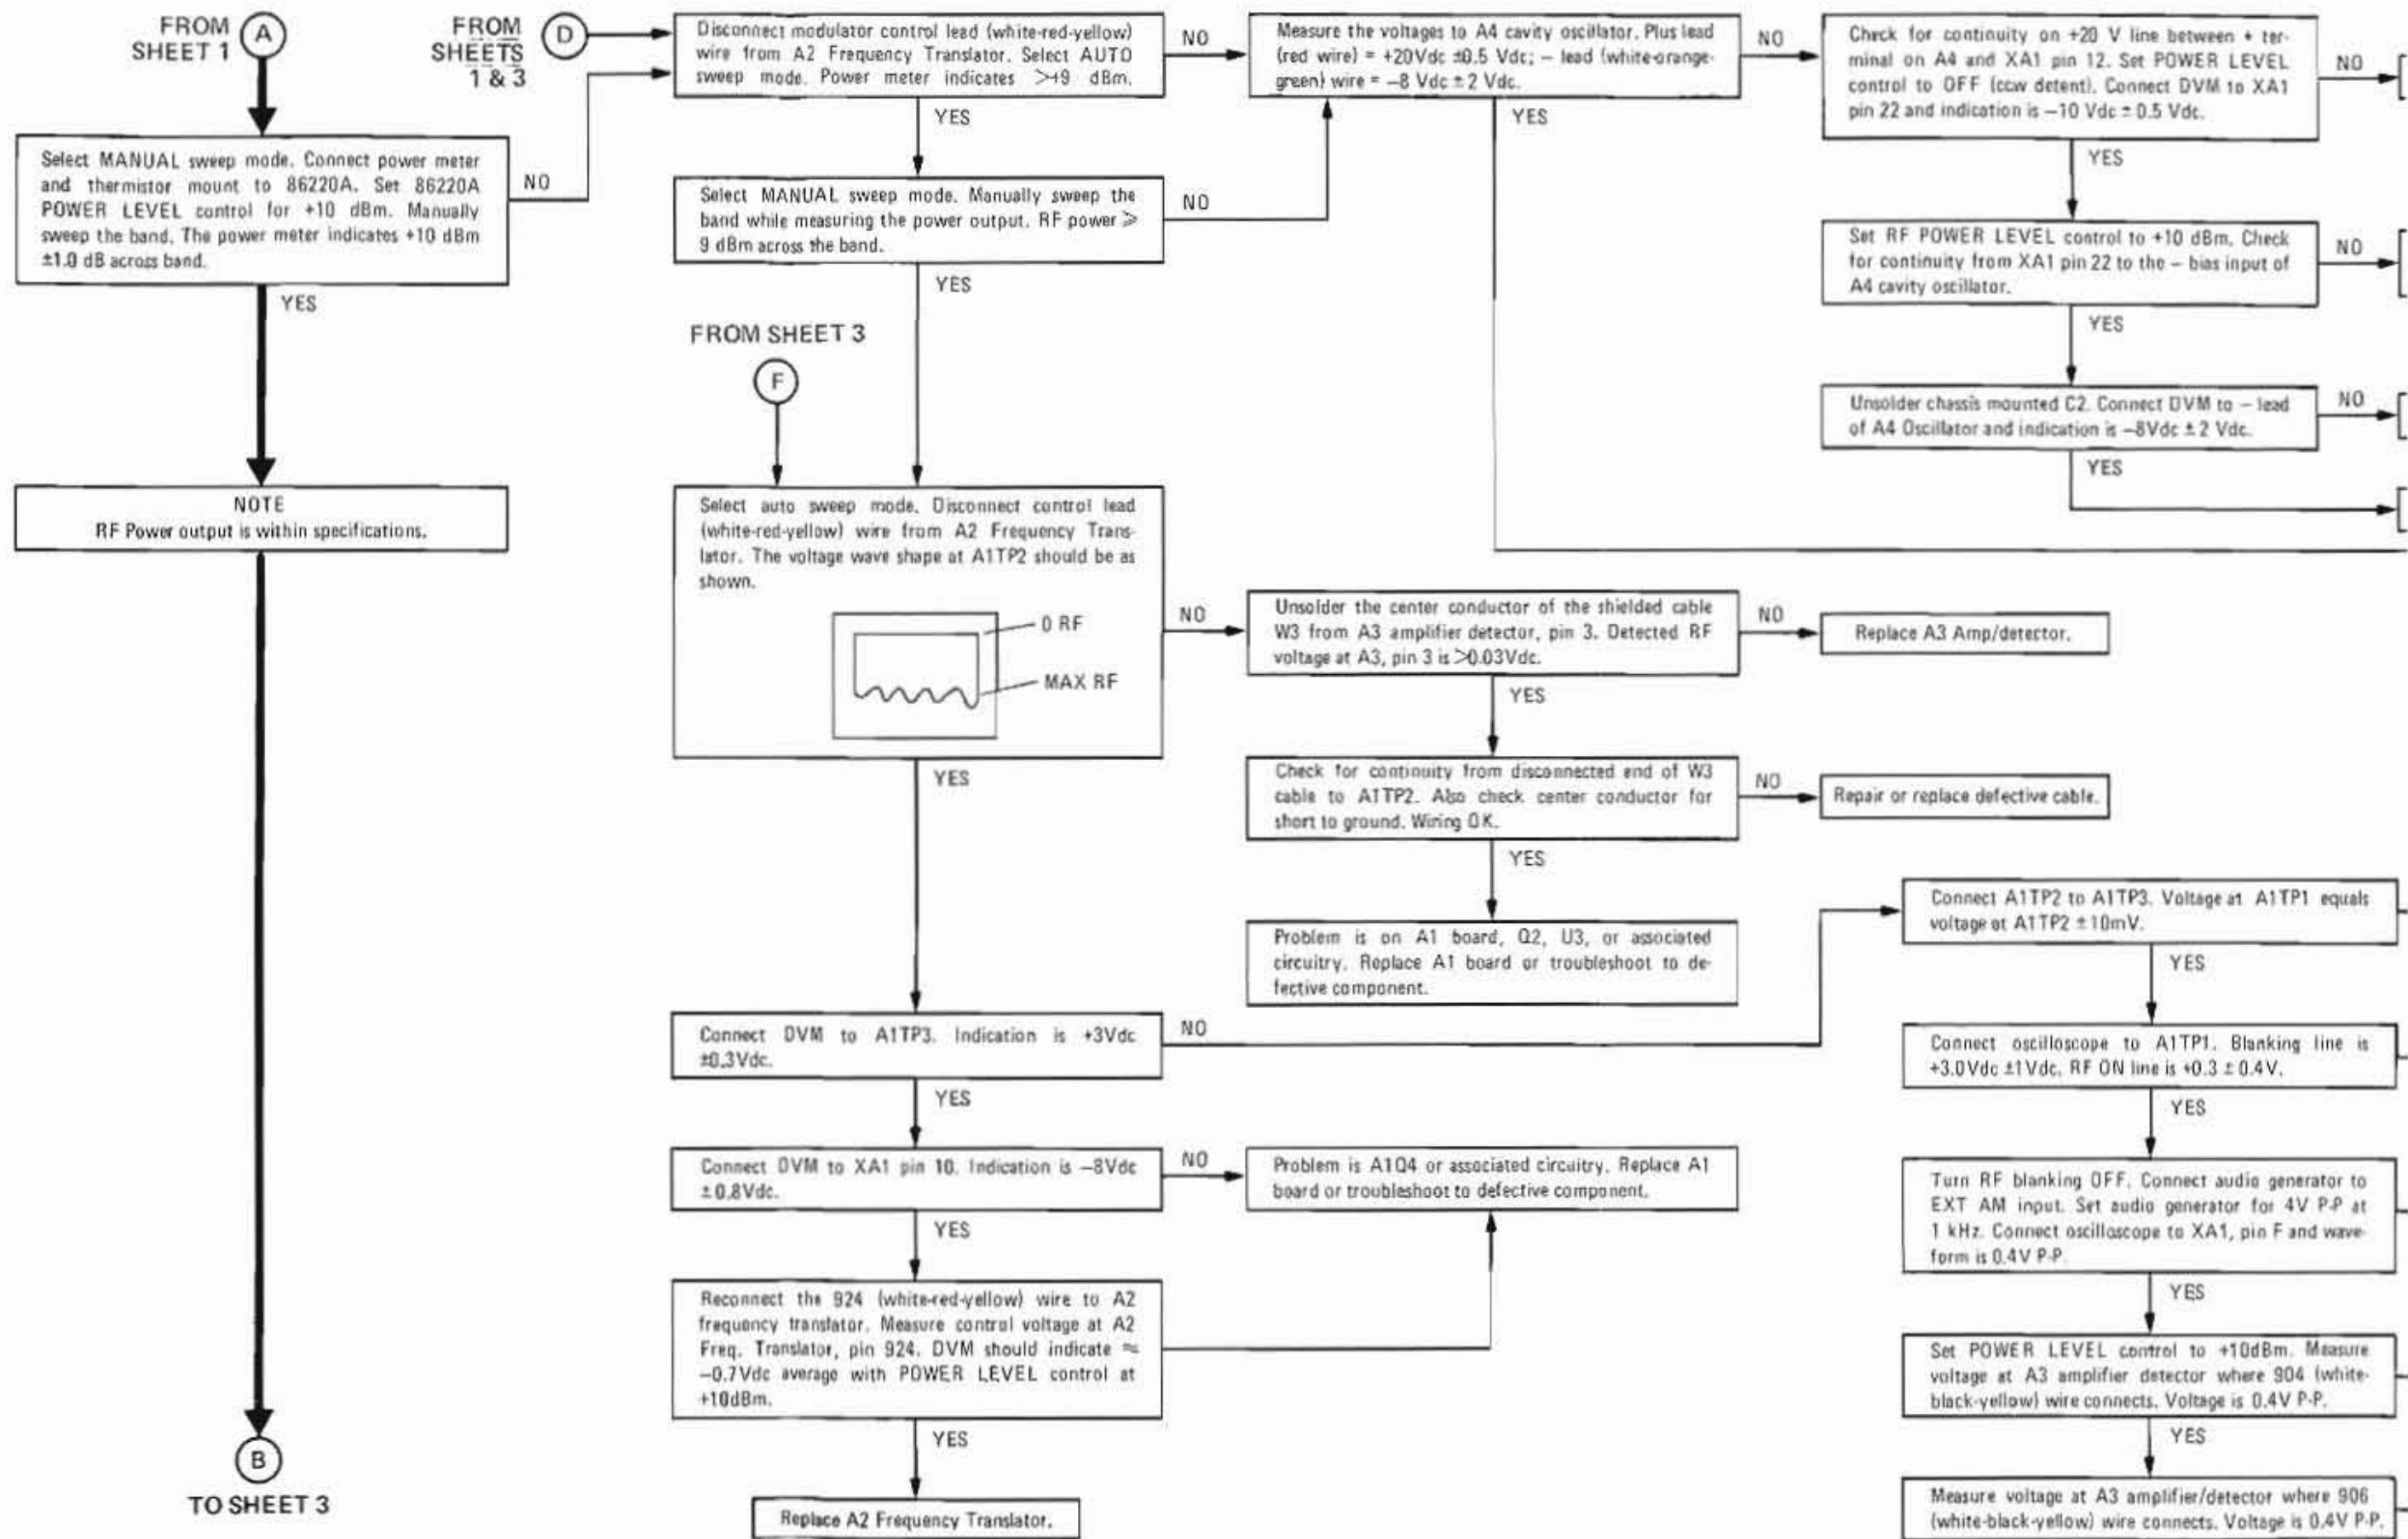 FROM
SHEET 1
A
FROM
SHEETS
1 & 3
D
Select MANUAL sweep mode. Connect power meter
and thermistor mount to 86220A. Set 86220A
POWER LEVEL control for +10 dBm. Manually
sweep the band. The power meter indicates +10 dBm
±1.0 dB across band.
NO
YES
NOTE
RF Power output is within specifications.
B
TO SHEET 3
Disconnect modulator control lead (white-red-yellow)
wire from A2 Frequency Translator. Select AUTO
sweep mode. Power meter indicates >+9 dBm.
NO
YES
Select MANUAL sweep mode. Manually sweep the
band while measuring the power output. RF power ⩾
9 dBm across the band.
NO
YES
FROM SHEET 3
F
Select auto sweep mode. Disconnect control lead
(white-red-yellow) wire from A2 Frequency Trans-
lator. The voltage wave shape at A1TP2 should be as
shown.
0 RF
MAX RF
NO
YES
Connect DVM to A1TP3. Indication is +3Vdc
±0.3Vdc.
NO
YES
Connect DVM to XA1 pin 10. Indication is −8Vdc
±0.8Vdc.
NO
YES
Reconnect the 924 (white-red-yellow) wire to A2
frequency translator. Measure control voltage at A2
Freq. Translator, pin 924. DVM should indicate ≈
−0.7Vdc average with POWER LEVEL control at
+10dBm.
YES
Replace A2 Frequency Translator.
Measure the voltages to A4 cavity oscillator. Plus lead
(red wire) = +20Vdc ±0.5 Vdc; − lead (white-orange-
green) wire = −8 Vdc ±2 Vdc.
NO
YES
Unsolder the center conductor of the shielded cable
W3 from A3 amplifier detector, pin 3. Detected RF
voltage at A3, pin 3 is >0.03Vdc.
NO
Replace A3 Amp/detector.
YES
Check for continuity from disconnected end of W3
cable to A1TP2. Also check center conductor for
short to ground. Wiring OK.
NO
Repair or replace defective cable.
YES
Problem is on A1 board, Q2, U3, or associated
circuitry. Replace A1 board or troubleshoot to de-
fective component.
Problem is A1Q4 or associated circuitry. Replace A1
board or troubleshoot to defective component.
Check for continuity on +20 V line between + ter-
minal on A4 and XA1 pin 12. Set POWER LEVEL
control to OFF (ccw detent). Connect DVM to XA1
pin 22 and indication is −10 Vdc ± 0.5 Vdc.
NO
YES
Set RF POWER LEVEL control to +10 dBm. Check
for continuity from XA1 pin 22 to the − bias input of
A4 cavity oscillator.
NO
YES
Unsolder chassis mounted C2. Connect DVM to − lead
of A4 Oscillator and indication is −8Vdc ±2 Vdc.
NO
YES
Connect A1TP2 to A1TP3. Voltage at A1TP1 equals
voltage at A1TP2 ±10mV.
YES
Connect oscilloscope to A1TP1. Blanking line is
+3.0Vdc ±1Vdc. RF ON line is +0.3 ± 0.4V.
YES
Turn RF blanking OFF. Connect audio generator to
EXT AM input. Set audio generator for 4V P-P at
1 kHz. Connect oscilloscope to XA1, pin F and wave-
form is 0.4V P-P.
YES
Set POWER LEVEL control to +10dBm. Measure
voltage at A3 amplifier detector where 904 (white-
black-yellow) wire connects. Voltage is 0.4V P-P.
YES
Measure voltage at A3 amplifier/detector where 906
(white-black-yellow) wire connects. Voltage is 0.4V P-P.